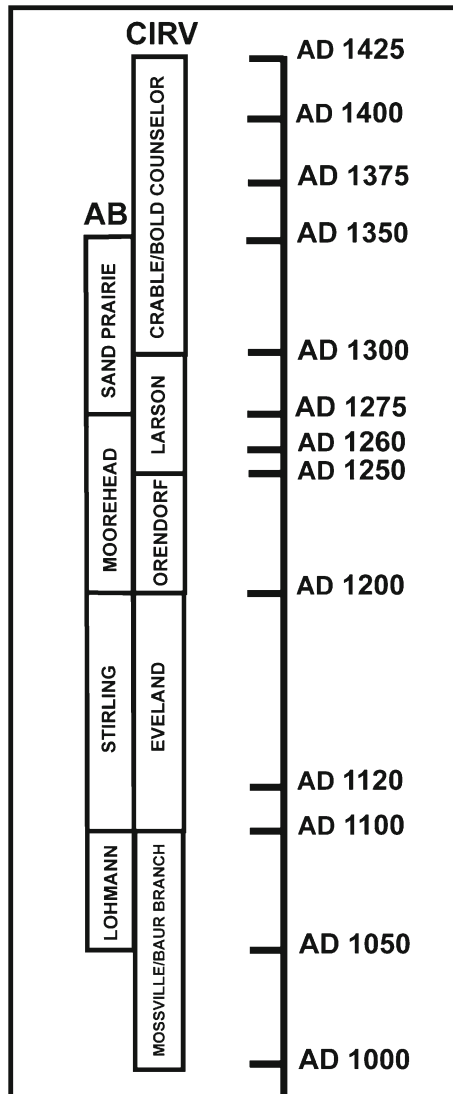 CIRV
AD 1425
AD 1400
CRABLE/BOLD COUNSELOR
AD 1375
AB
AD 1350
SAND PRAIRIE
AD 1300
LARSON
AD 1275
AD 1260
AD 1250
MOOREHEAD
ORENDORF
AD 1200
STIRLING
EVELAND
AD 1120
AD 1100
LOHMANN
MOSSVILLE/BAUR BRANCH
AD 1050
AD 1000